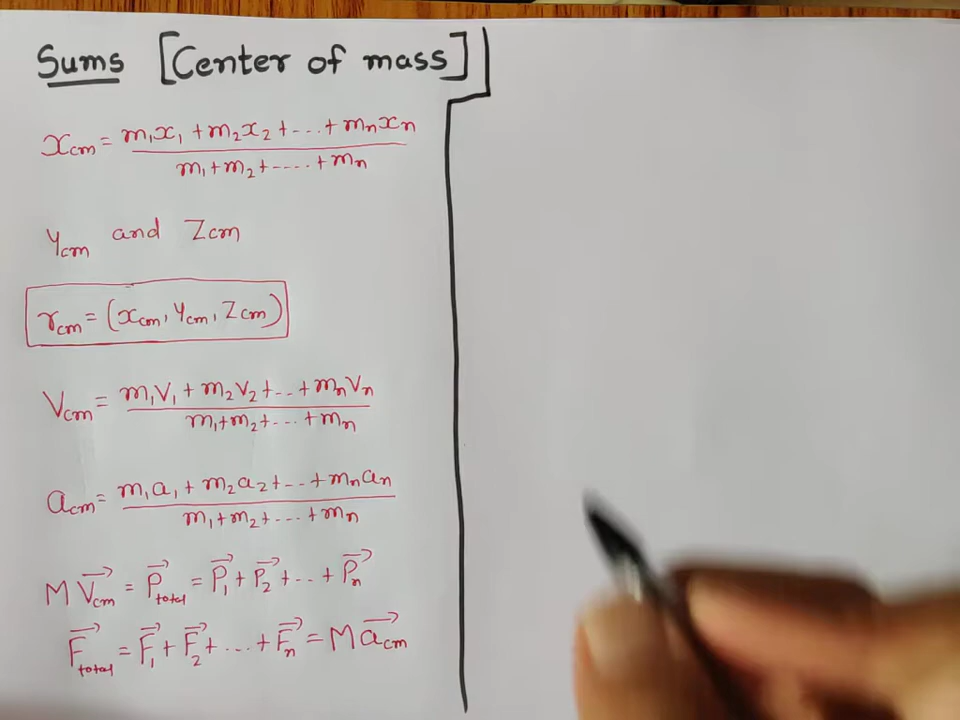 Sums [Center of mass]
xcm = m1x1 + m2x2 + ... + mnxn / m1 + m2 + ..... + mn
Ycm and Zcm
rcm = (xcm, Ycm, Zcm)
Vcm = m1V1 + m2V2 + ... + mnVn / m1 + m2 + ... + mn
acm = m1a1 + m2a2 + ... + mnan / m1 + m2 + ... + mn
M V⃗cm = P⃗total = P⃗1 + P⃗2 + ... + P⃗n
F⃗total = F⃗1 + F⃗2 + ... + F⃗n = M a⃗cm